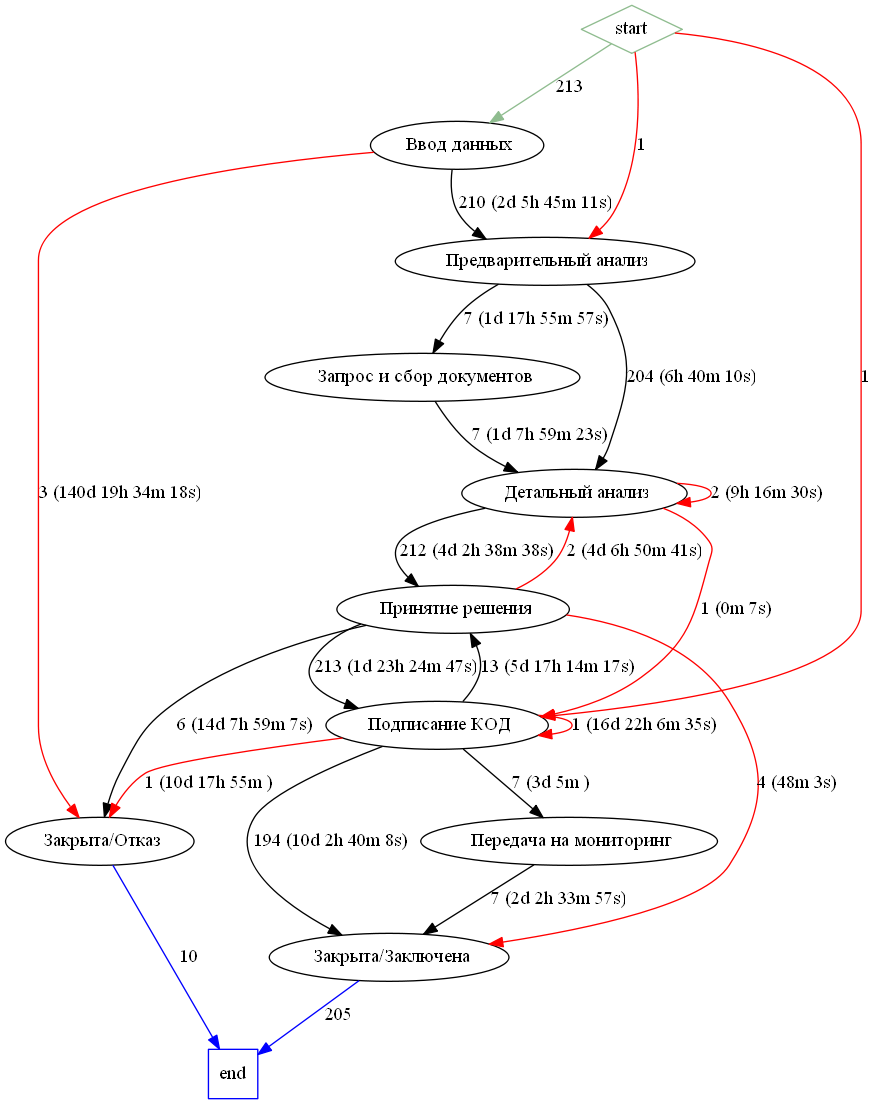 start
213
1
Ввод данных
210 (2d 5h 45m 11s)
Предварительный анализ
7 (1d 17h 55m 57s)
Запрос и сбор документов
204 (6h 40m 10s)
1
7 (1d 7h 59m 23s)
3 (140d 19h 34m 18s)
Детальный анализ
2 (9h 16m 30s)
212 (4d 2h 38m 38s)
2 (4d 6h 50m 41s)
Принятие решения
1 (0m 7s)
213 (1d 23h 24m 47s)
13 (5d 17h 14m 17s)
6 (14d 7h 59m 7s)
Подписание КОД
1 (16d 22h 6m 35s)
1 (10d 17h 55m )
7 (3d 5m )
4 (48m 3s)
Закрыта/Отказ
194 (10d 2h 40m 8s)
Передача на мониторинг
7 (2d 2h 33m 57s)
Закрыта/Заключена
10
205
end